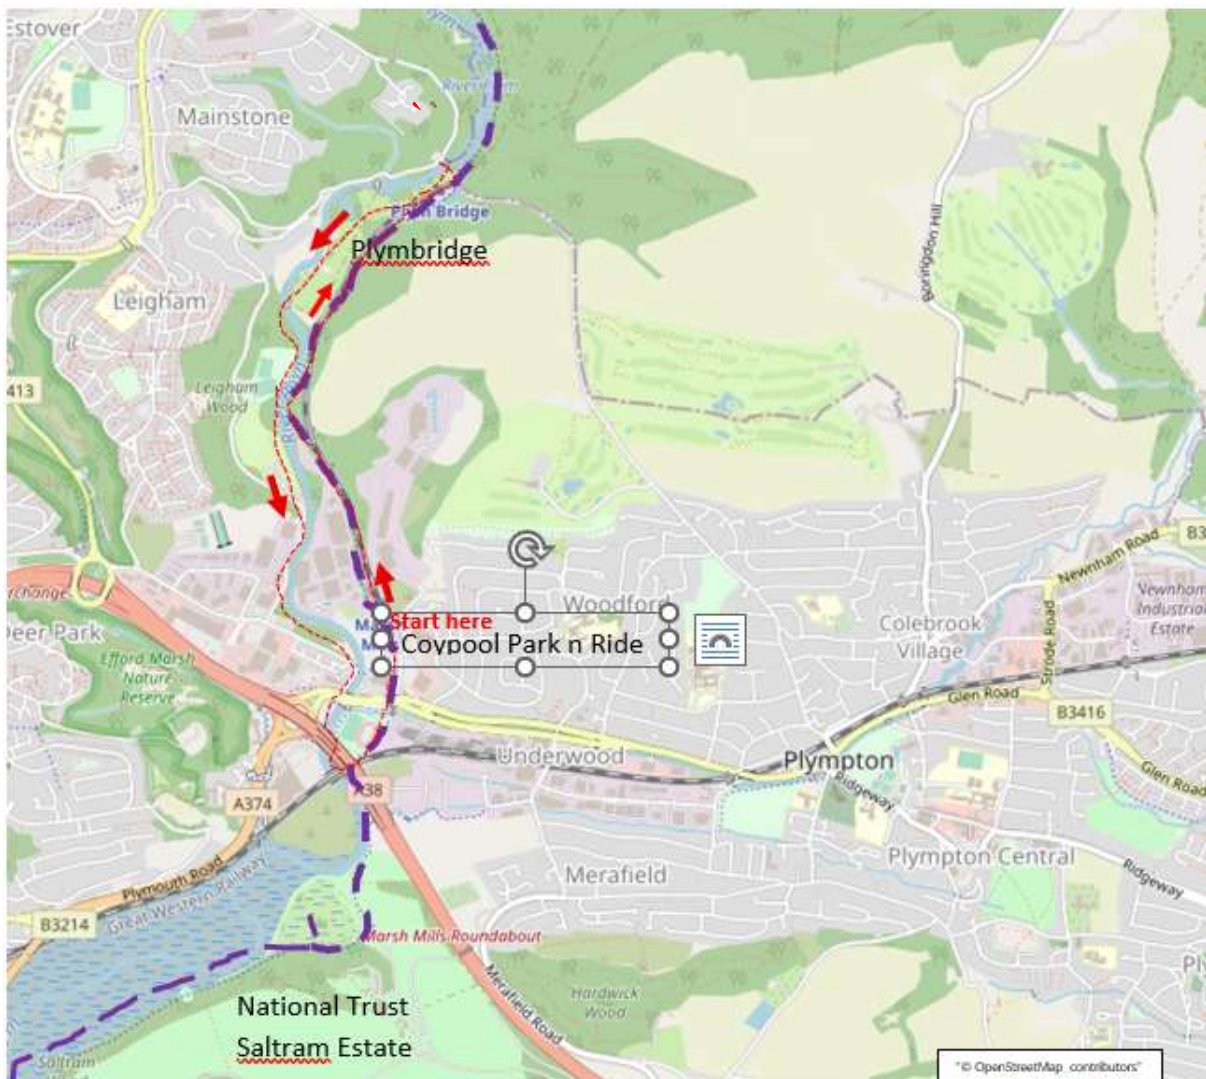 Estover
Mainstone
Plymbridge
Leigham
Leigham
Wood
Boringdon Hill
Start here
Coypool Park n Ride
Woodford
Colebrook
Village
Newnham Road
Newnham
Industrial
Estate
Strode Road
Glen Road
B3416
Glen Road
Deer Park
Efford Marsh
Nature
Reserve
Underwood
Plympton
Ridgeway
A374
A38
Plympton Central
Ridgeway
Merafield
Plymouth Road
Great Western Railway
B3214
Marsh Mills Roundabout
Merafield Road
Hardwick
Wood
National Trust
Saltram Estate
Saltram
"© OpenStreetMap contributors"